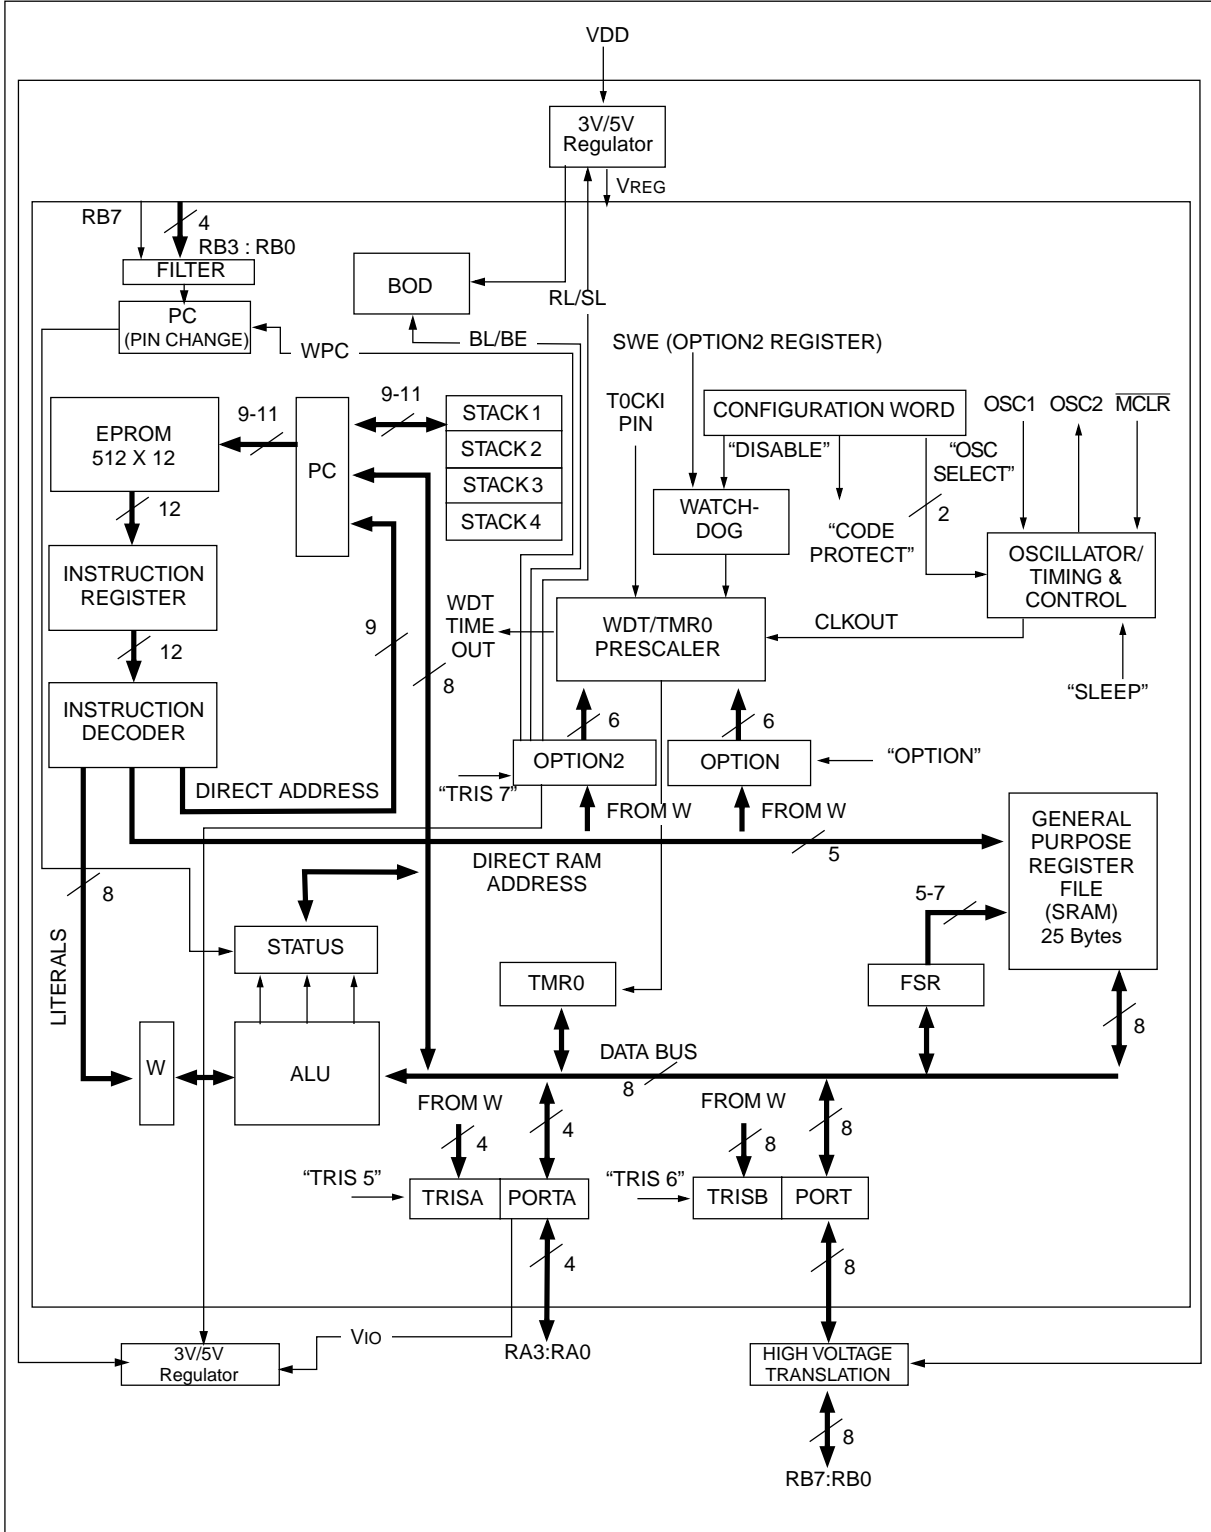 VDD
3V/5V
Regulator
VREG
RB7
4
RB3 : RB0
FILTER
PC
(PIN CHANGE)
BOD
RL/SL
WPC
BL/BE
SWE (OPTION2 REGISTER)
9-11
9-11
EPROM
512 X 12
PC
STACK 1
STACK 2
STACK 3
STACK 4
T0CKI
PIN
CONFIGURATION WORD
“DISABLE”
“OSC
SELECT”
OSC1
OSC2
MCLR
WATCH-
DOG
“CODE
PROTECT”
2
12
INSTRUCTION
REGISTER
OSCILLATOR/
TIMING &
CONTROL
WDT
TIME
OUT
WDT/TMR0
PRESCALER
CLKOUT
9
8
12
“SLEEP”
INSTRUCTION
DECODER
6
6
OPTION2
OPTION
“OPTION”
“TRIS 7”
DIRECT ADDRESS
FROM W
FROM W
5
DIRECT RAM
ADDRESS
GENERAL
PURPOSE
REGISTER
FILE
(SRAM)
25 Bytes
8
5-7
LITERALS
STATUS
TMR0
FSR
8
W
ALU
DATA BUS
8
FROM W
4
4
FROM W
8
8
“TRIS 5”
TRISA
PORTA
“TRIS 6”
TRISB
PORT
4
8
VIO
RA3:RA0
3V/5V
Regulator
HIGH VOLTAGE
TRANSLATION
8
RB7:RB0